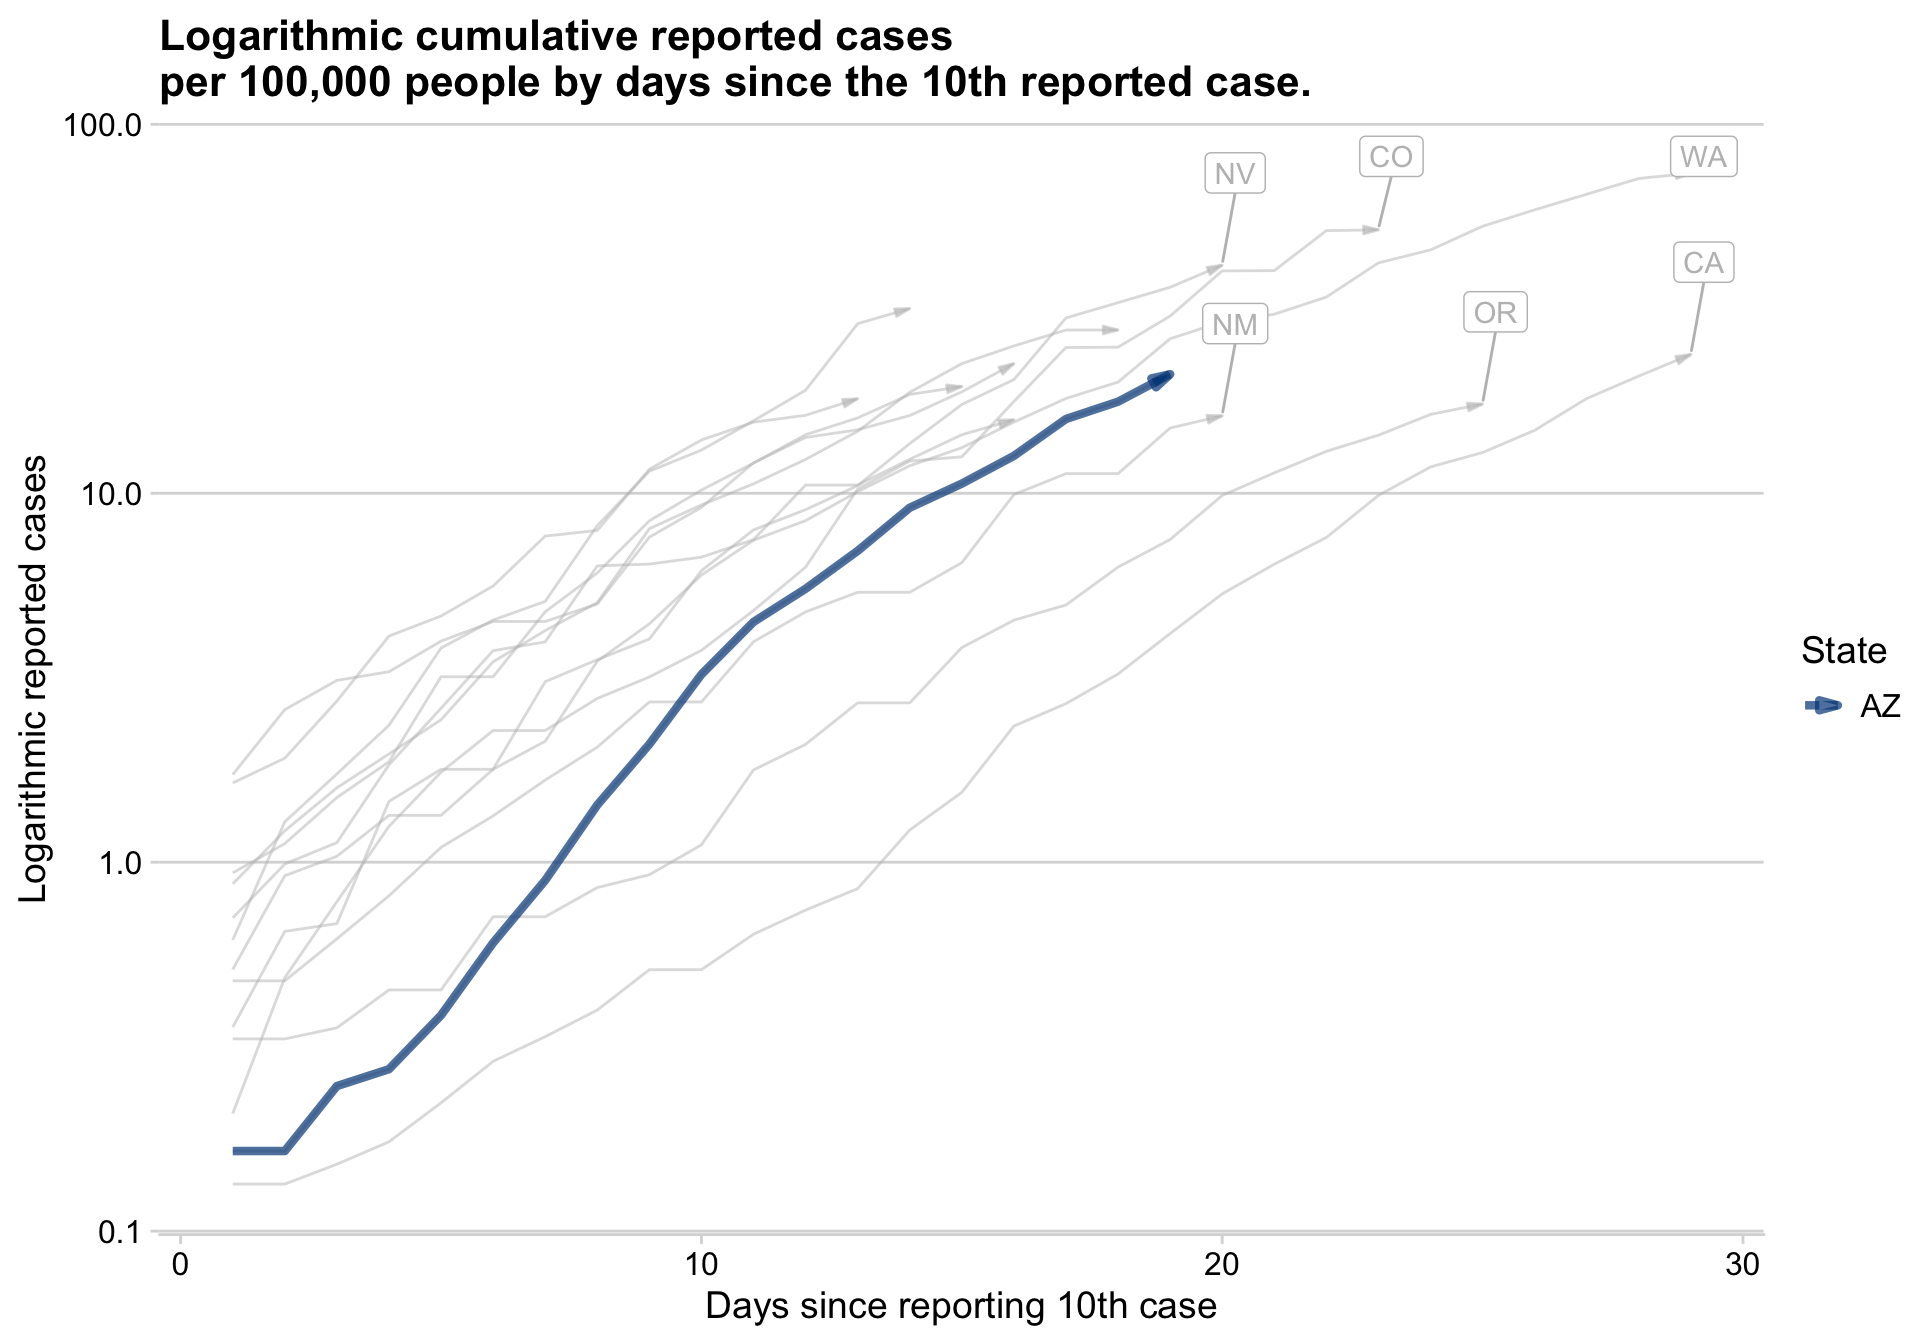 Logarithmic cumulative reported cases
per 100,000 people by days since the 10th reported case.
100.0
10.0
1.0
0.1
Logarithmic reported cases
NV
CO
WA
CA
OR
NM
State
AZ
0
10
20
30
Days since reporting 10th case